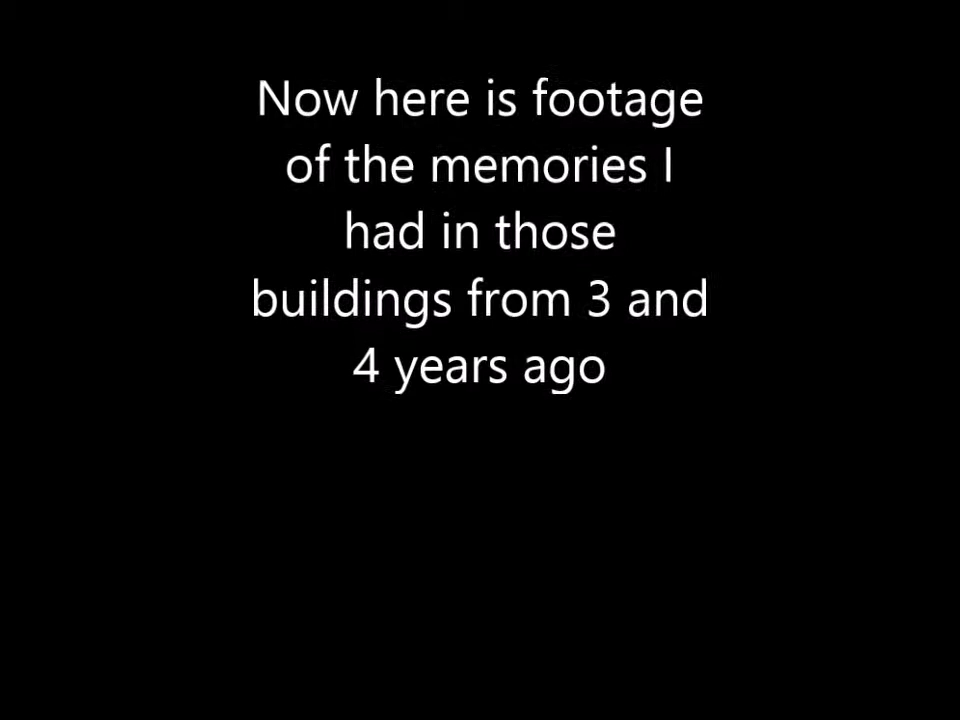 Now here is footage
of the memories I
had in those
buildings from 3 and
4 years ago